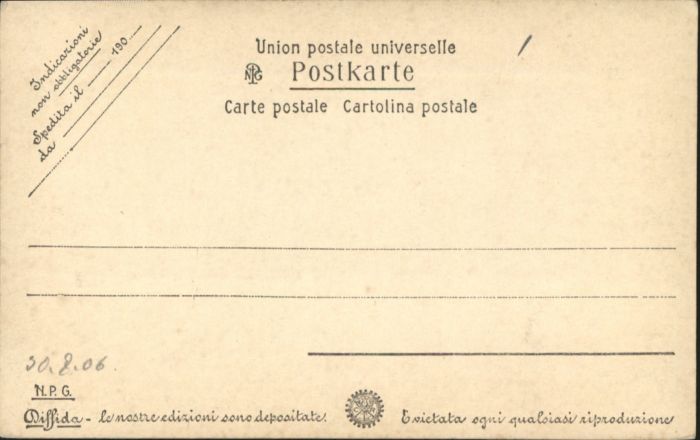 Indicazioni
non obbligatorie
Spedita il 190
da
Union postale universelle
NPG Postkarte
Carte postale Cartolina postale
30.8.06.
N.P.G.
Diffida - le nostre edizioni sono depositate. E vietata ogni qualsiasi riproduzione